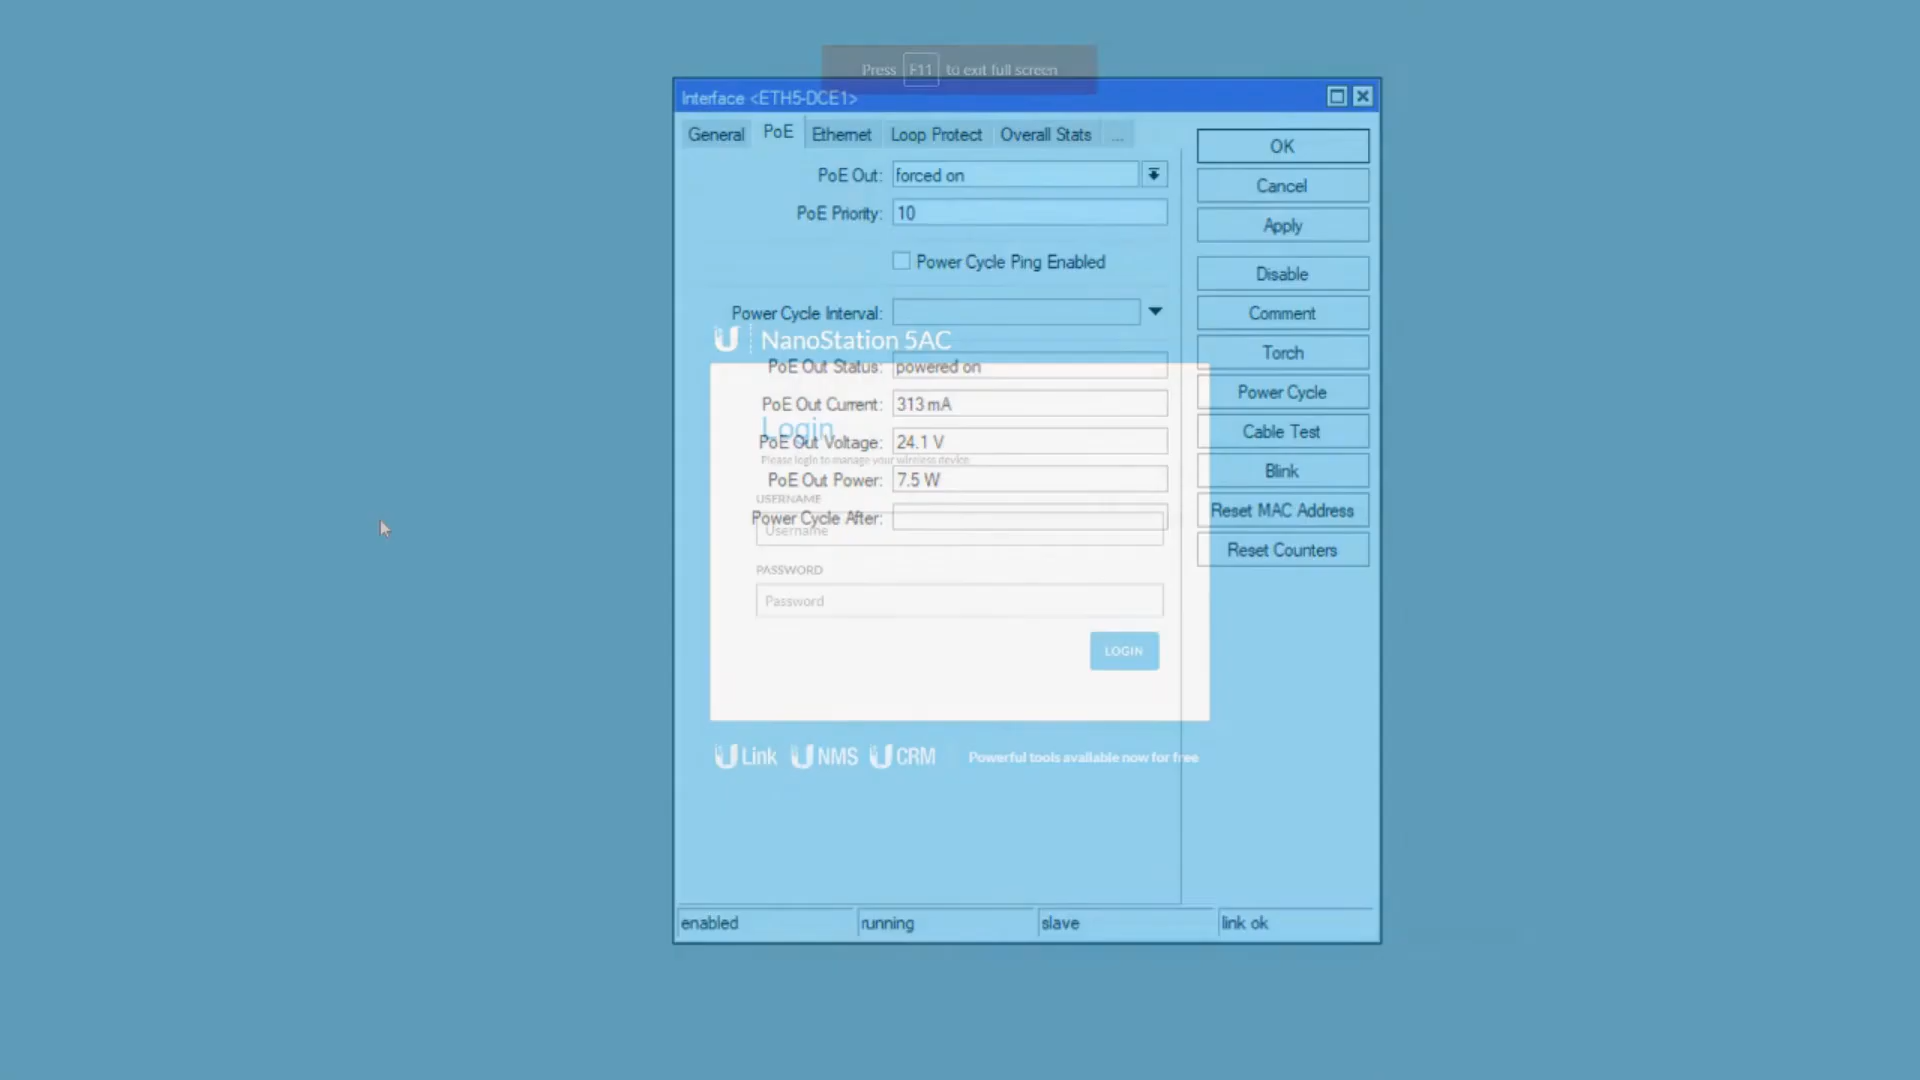 Press F11 to exit full screen
Interface <ETH5-DCE1>
General PoE Ethernet Loop Protect Overall Stats ...
PoE Out: forced on
PoE Priority: 10
Power Cycle Ping Enabled
Power Cycle Interval:
NanoStation 5AC
PoE Out Status: powered on
PoE Out Current: 313 mA
Login
PoE Out Voltage: 24.1 V
Please login to manage your wireless device
PoE Out Power: 7.5 W
USERNAME
Power Cycle After:
Username
PASSWORD
Password
LOGIN
OK
Cancel
Apply
Disable
Comment
Torch
Power Cycle
Cable Test
Blink
Reset MAC Address
Reset Counters
U Link U NMS U CRM Powerful tools available now for free
enabled running slave link ok